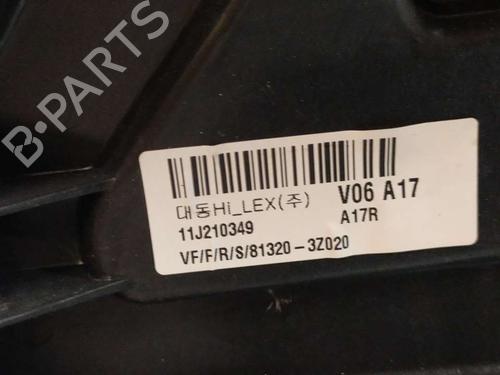 B-PARTS
대동Hi_LEX(주) V06 A17
11J210349 A17R
VF/F/R/S/81320-3Z020